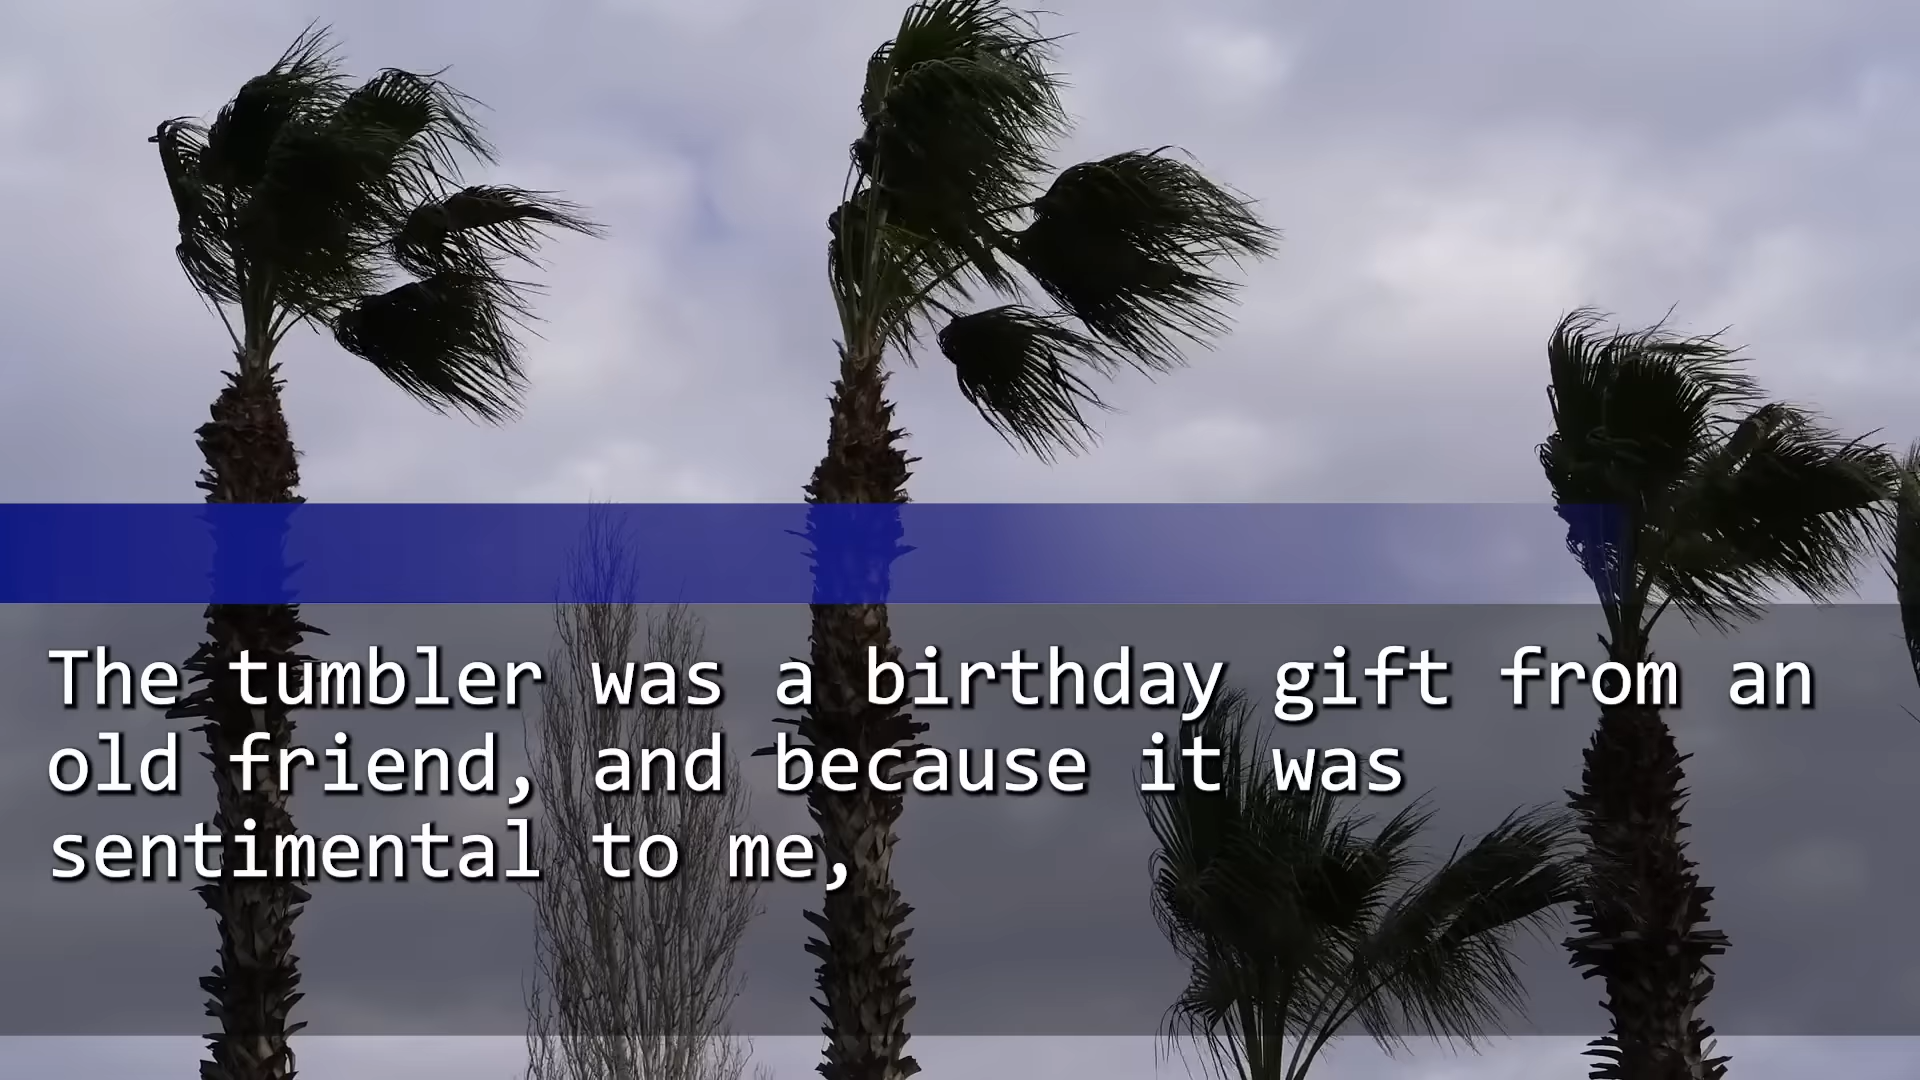 The tumbler was a birthday gift from an
old friend, and because it was
sentimental to me,